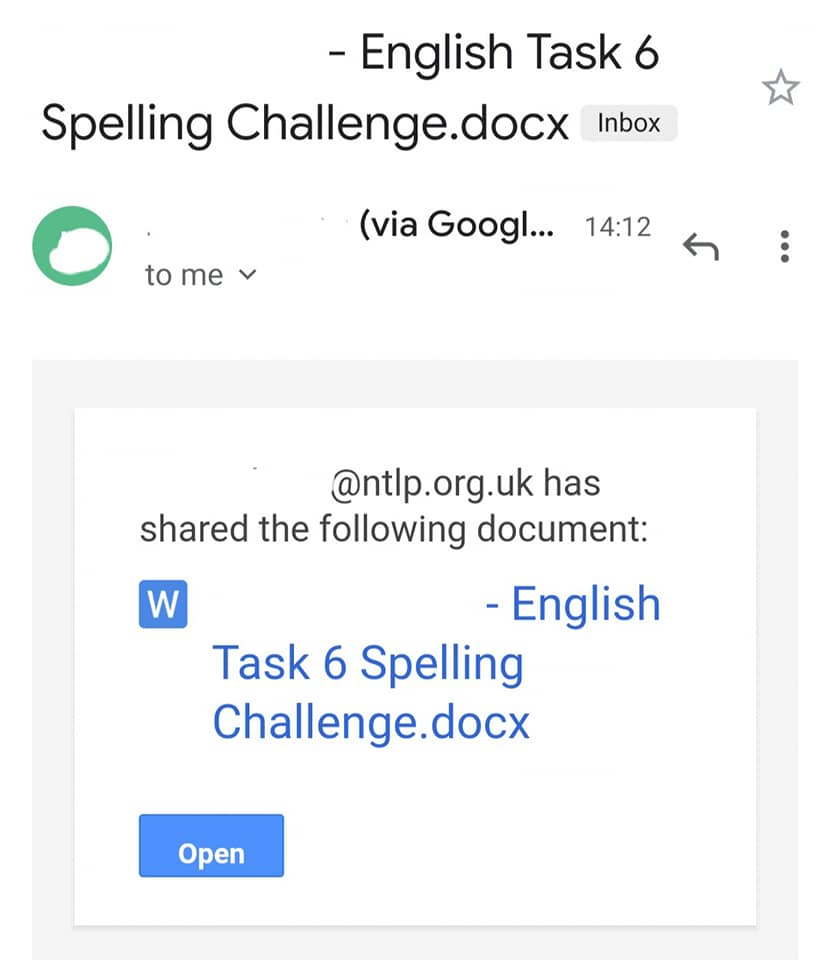 - English Task 6
Spelling Challenge.docx Inbox
(via Googl... 14:12
to me
@ntlp.org.uk has
shared the following document:
W - English
Task 6 Spelling
Challenge.docx
Open